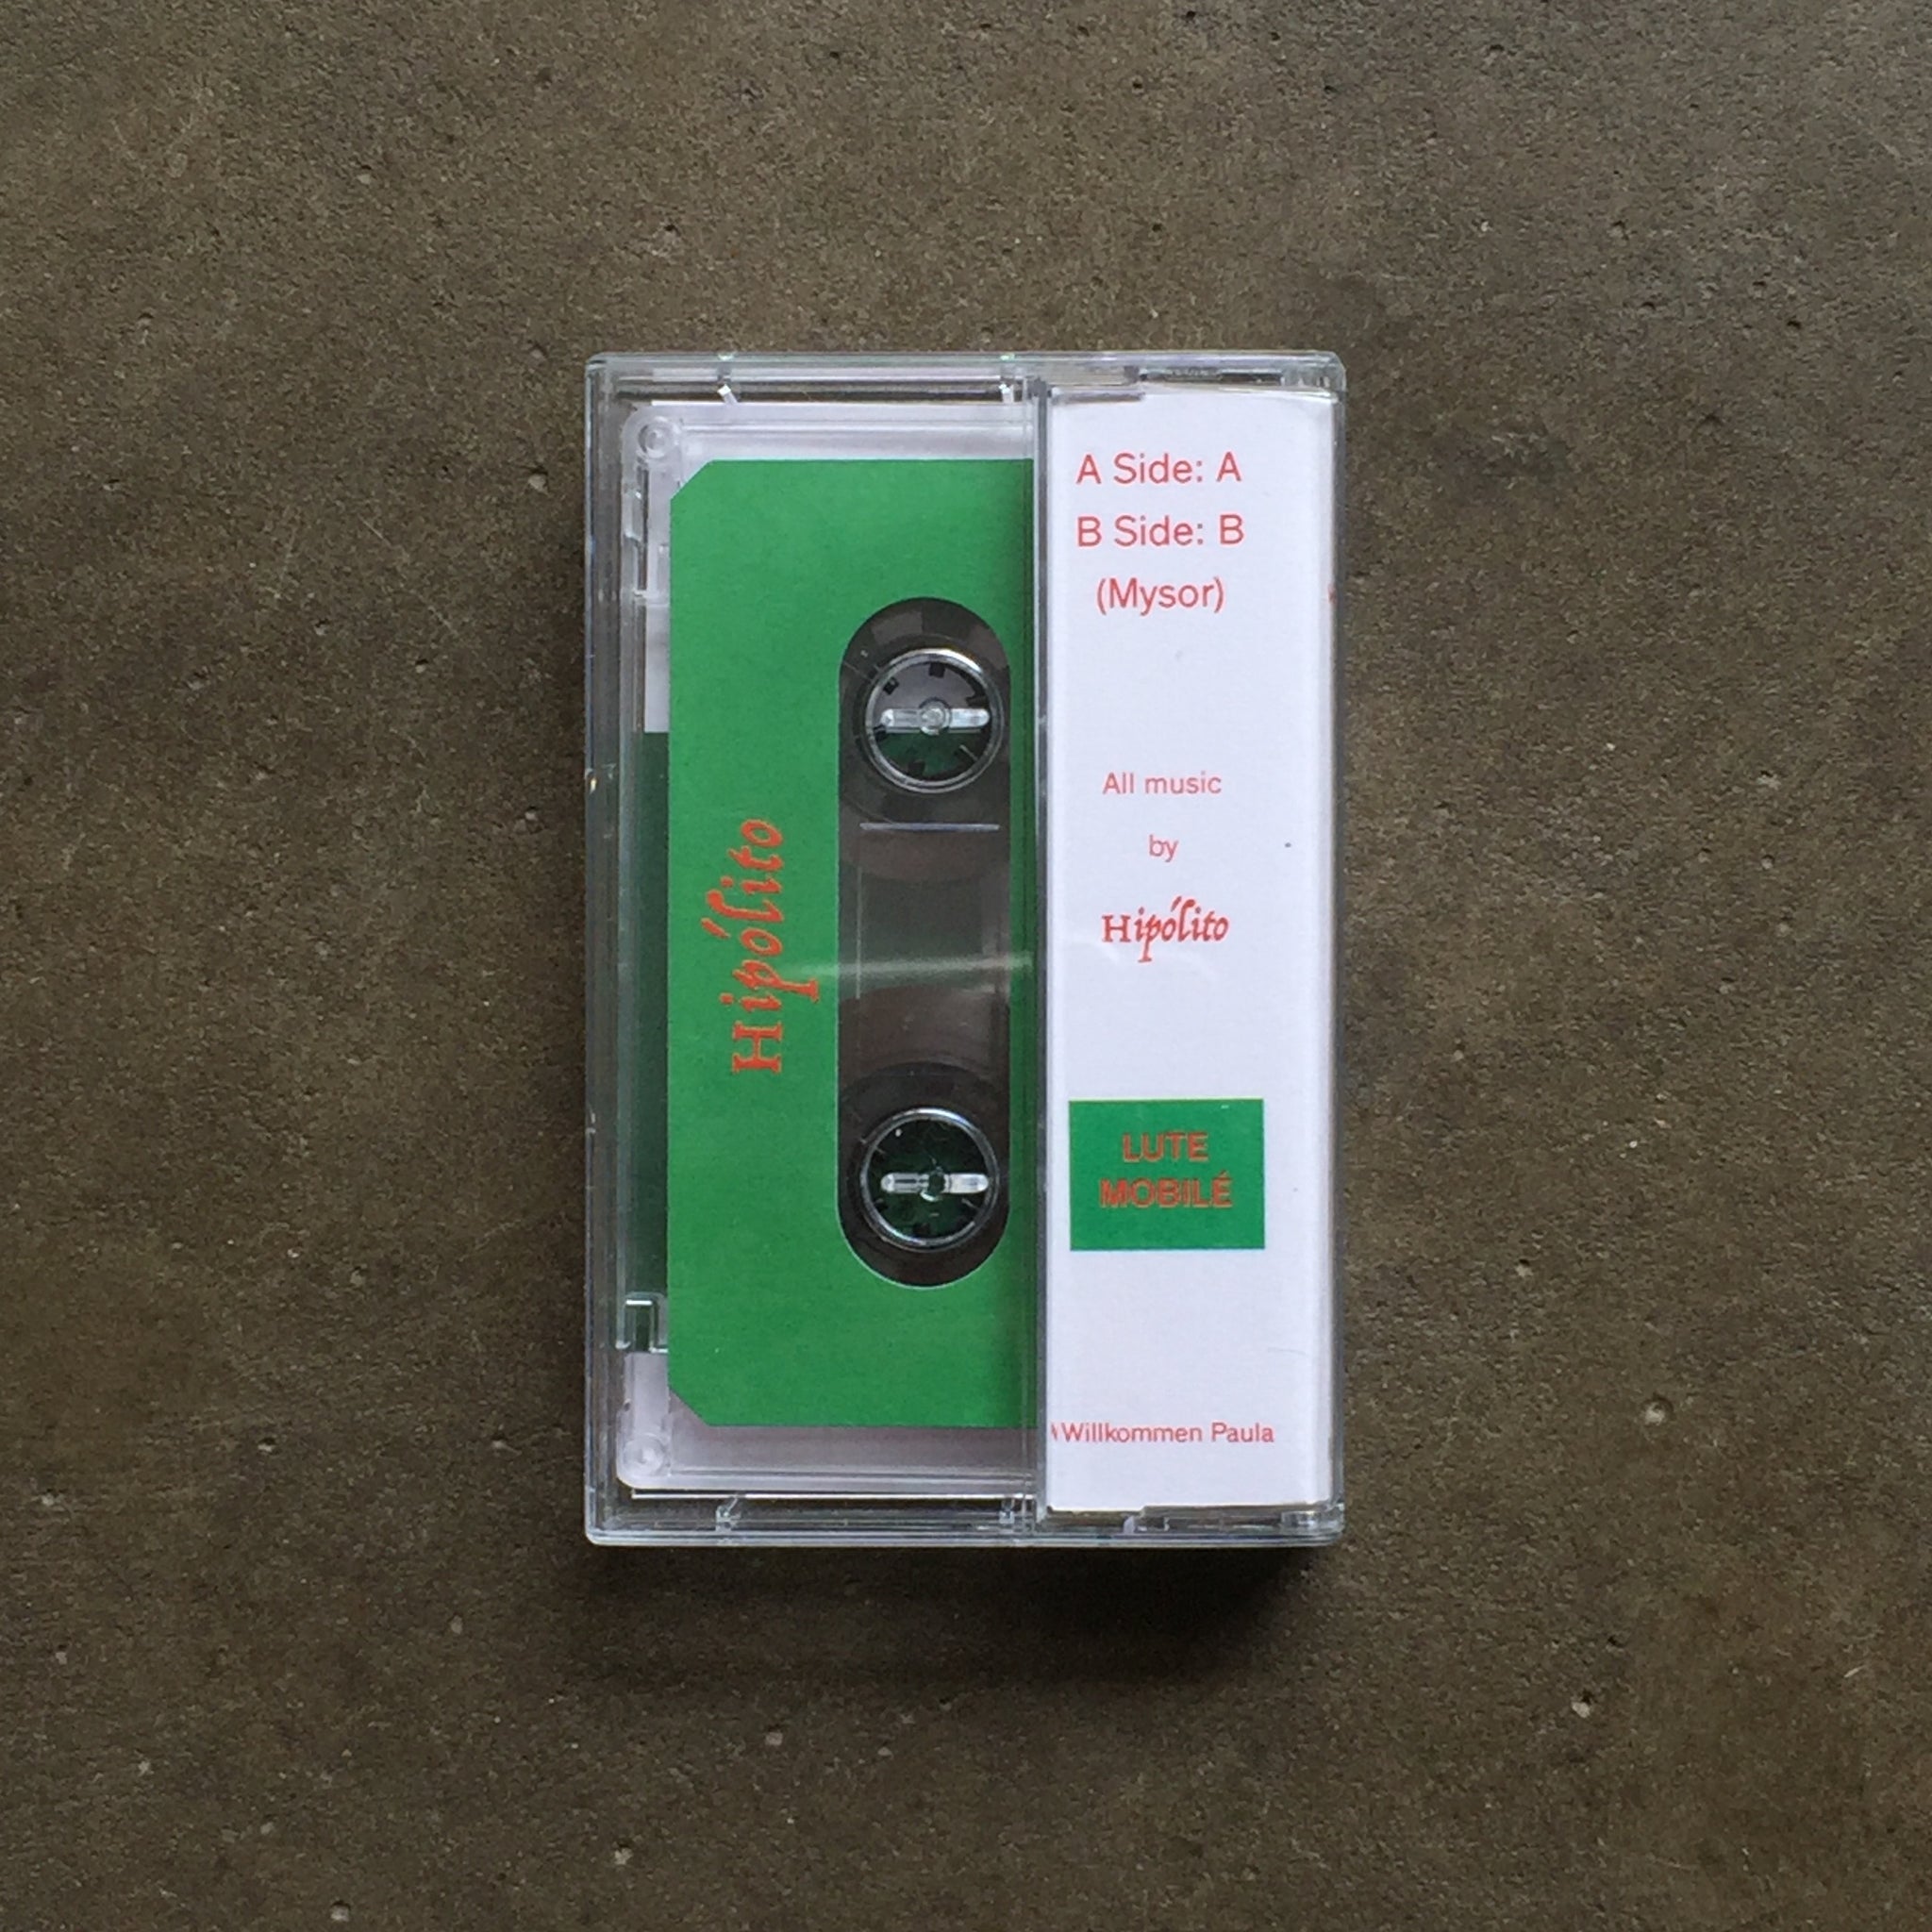 Hipólito
A Side: A
B Side: B
(Mysor)
All music
by
Hipólito
LUTE
MOBILÉ
Willkommen Paula